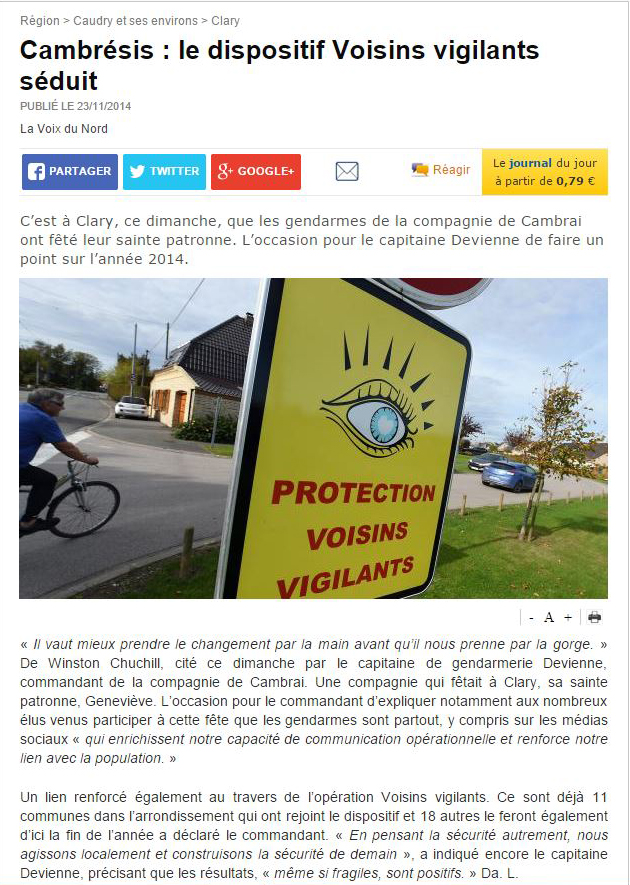 Région > Caudry et ses environs > Clary
Cambrésis : le dispositif Voisins vigilants
séduit
PUBLIÉ LE 23/11/2014
La Voix du Nord
PARTAGER TWITTER g+ GOOGLE+ Réagir Le journal du jour
à partir de 0,79 €
C'est à Clary, ce dimanche, que les gendarmes de la compagnie de Cambrai
ont fêté leur sainte patronne. L'occasion pour le capitaine Devienne de faire un
point sur l'année 2014.
PROTECTION
VOISINS
VIGILANTS
- A +
« Il vaut mieux prendre le changement par la main avant qu'il nous prenne par la gorge. »
De Winston Chuchill, cité ce dimanche par le capitaine de gendarmerie Devienne,
commandant de la compagnie de Cambrai. Une compagnie qui fêtait à Clary, sa sainte
patronne, Geneviève. L'occasion pour le commandant d'expliquer notamment aux nombreux
élus venus participer à cette fête que les gendarmes sont partout, y compris sur les médias
sociaux « qui enrichissent notre capacité de communication opérationnelle et renforce notre
lien avec la population. »
Un lien renforcé également au travers de l'opération Voisins vigilants. Ce sont déjà 11
communes dans l'arrondissement qui ont rejoint le dispositif et 18 autres le feront également
d'ici la fin de l'année a déclaré le commandant. « En pensant la sécurité autrement, nous
agissons localement et construisons la sécurité de demain », a indiqué encore le capitaine
Devienne, précisant que les résultats, « même si fragiles, sont positifs. » Da. L.